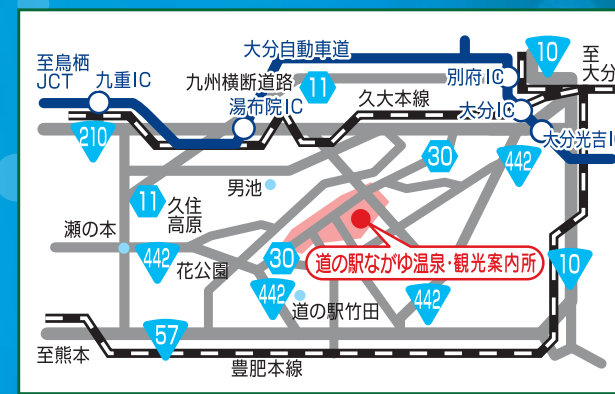 大分自動車道
10
至
大分
至鳥栖
JCT
九重IC
九州横断道路
11
別府IC
湯布院IC
久大本線
大分IC
210
大分光吉I
30
442
男池
11
久住
高原
瀬の本
442
花公園
30
道の駅ながゆ温泉・観光案内所
10
442
道の駅竹田
442
57
至熊本
豊肥本線